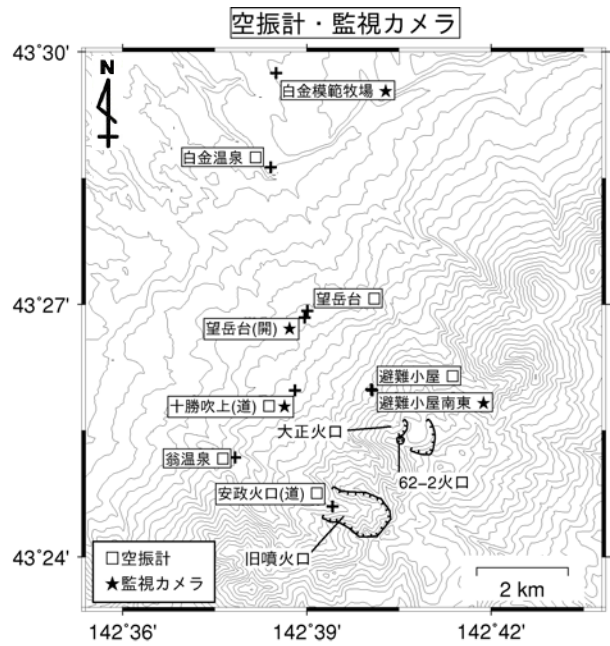 空振計・監視カメラ
43°30'
N
白金模範牧場 ★
白金温泉 □
43°27'
望岳台 □
望岳台(開) ★
避難小屋 □
十勝吹上(道) □★
避難小屋南東 ★
大正火口
翁温泉 □
62-2火口
安政火口(道) □
旧噴火口
43°24'
□空振計
★監視カメラ
2 km
142°36'
142°39'
142°42'